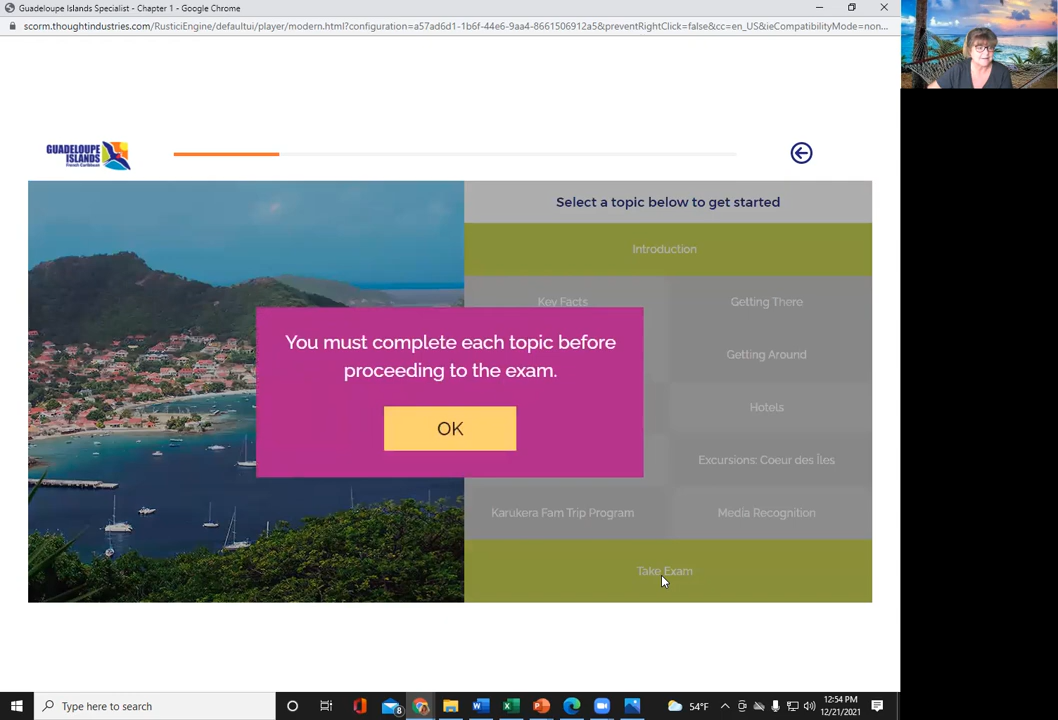 Guadeloupe Islands Specialist - Chapter 1 - Google Chrome
scorm.thoughtindustries.com/RusticiEngine/defaultui/player/modern.html?configuration=a57ad6d1-1b6f-44e6-9aa4-8661506912a5&preventRightClick=false&cc=en_US&ieCompatibilityMode=non...
GUADELOUPE
ISLANDS
French Caribbean
Select a topic below to get started
Introduction
Key Facts
Getting There
Getting Around
Hotels
Excursions: Coeur des Îles
Karukera Fam Trip Program
Media Recognition
Take Exam
You must complete each topic before
proceeding to the exam.
OK
Type here to search
8
54°F
12:54 PM
12/21/2021